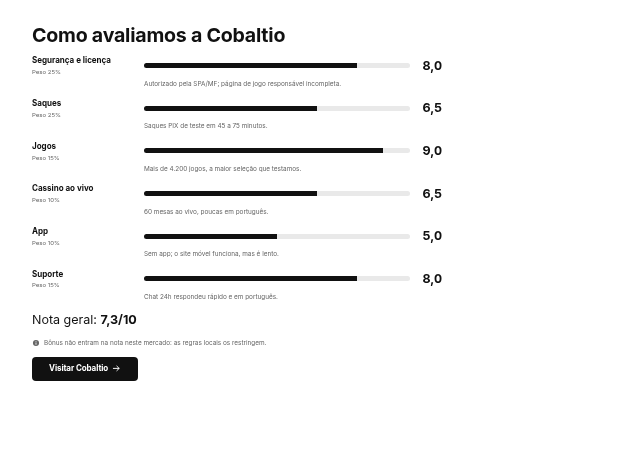 Como avaliamos a Cobaltio
Segurança e licença
Peso 25%
8,0
Autorizado pela SPA/MF; página de jogo responsável incompleta.
Saques
Peso 25%
6,5
Saques PIX de teste em 45 a 75 minutos.
Jogos
Peso 15%
9,0
Mais de 4.200 jogos, a maior seleção que testamos.
Cassino ao vivo
Peso 10%
6,5
60 mesas ao vivo, poucas em português.
App
Peso 10%
5,0
Sem app; o site móvel funciona, mas é lento.
Suporte
Peso 15%
8,0
Chat 24h respondeu rápido e em português.
Nota geral: 7,3/10
Bônus não entram na nota neste mercado: as regras locais os restringem.
Visitar Cobaltio →